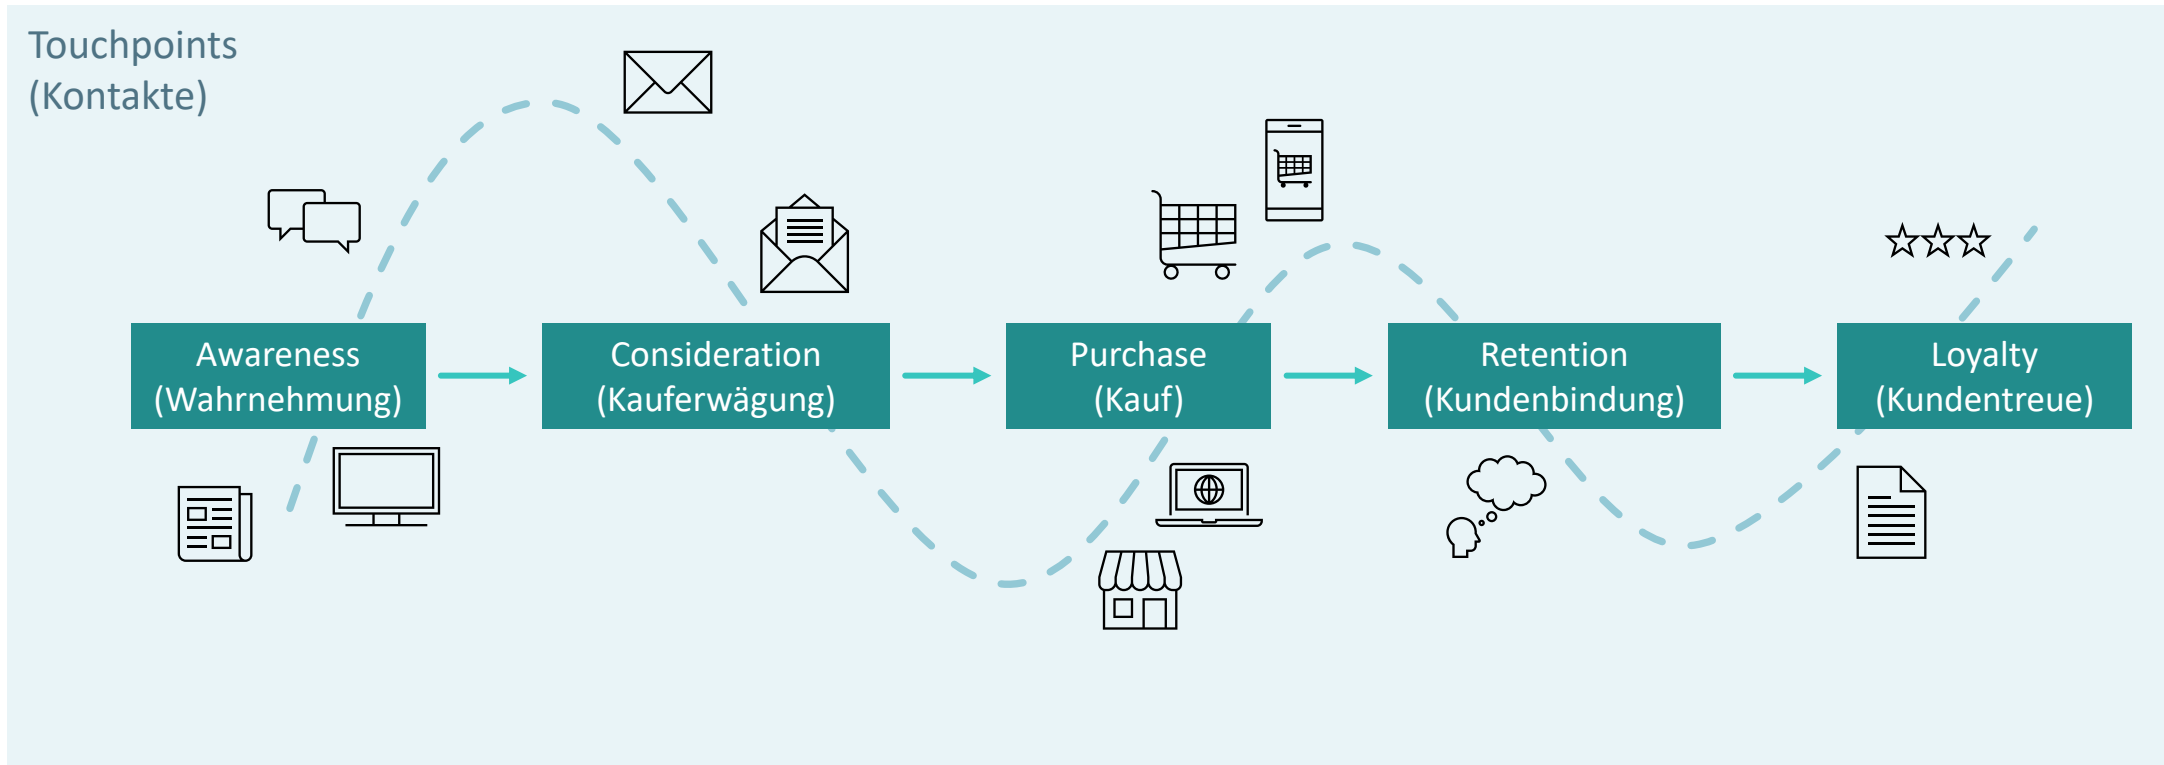 Touchpoints
(Kontakte)
Awareness
(Wahrnehmung)
Consideration
(Kauferwägung)
Purchase
(Kauf)
Retention
(Kundenbindung)
Loyalty
(Kundentreue)